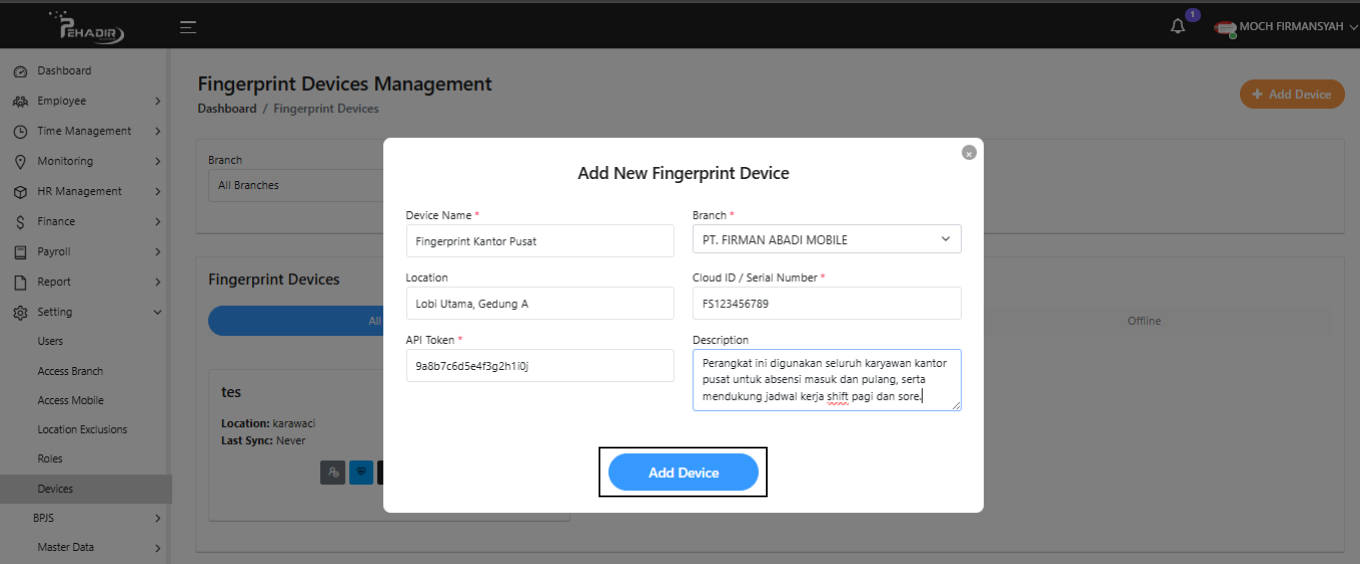 PEHADIR
1
MOCH FIRMANSYAH
Dashboard
Employee
Time Management
Monitoring
HR Management
Finance
Payroll
Report
Setting
Users
Access Branch
Access Mobile
Location Exclusions
Roles
Devices
BPJS
Master Data
Fingerprint Devices Management
Dashboard / Fingerprint Devices
+ Add Device
Branch
All Branches
Fingerprint Devices
All
Offline
tes
Location: karawaci
Last Sync: Never
Add New Fingerprint Device
Device Name *
Fingerprint Kantor Pusat
Branch *
PT. FIRMAN ABADI MOBILE
Location
Lobi Utama, Gedung A
Cloud ID / Serial Number *
FS123456789
API Token *
9a8b7c6d5e4f3g2h1i0j
Description
Perangkat ini digunakan seluruh karyawan kantor
pusat untuk absensi masuk dan pulang, serta
mendukung jadwal kerja shift pagi dan sore.
Add Device